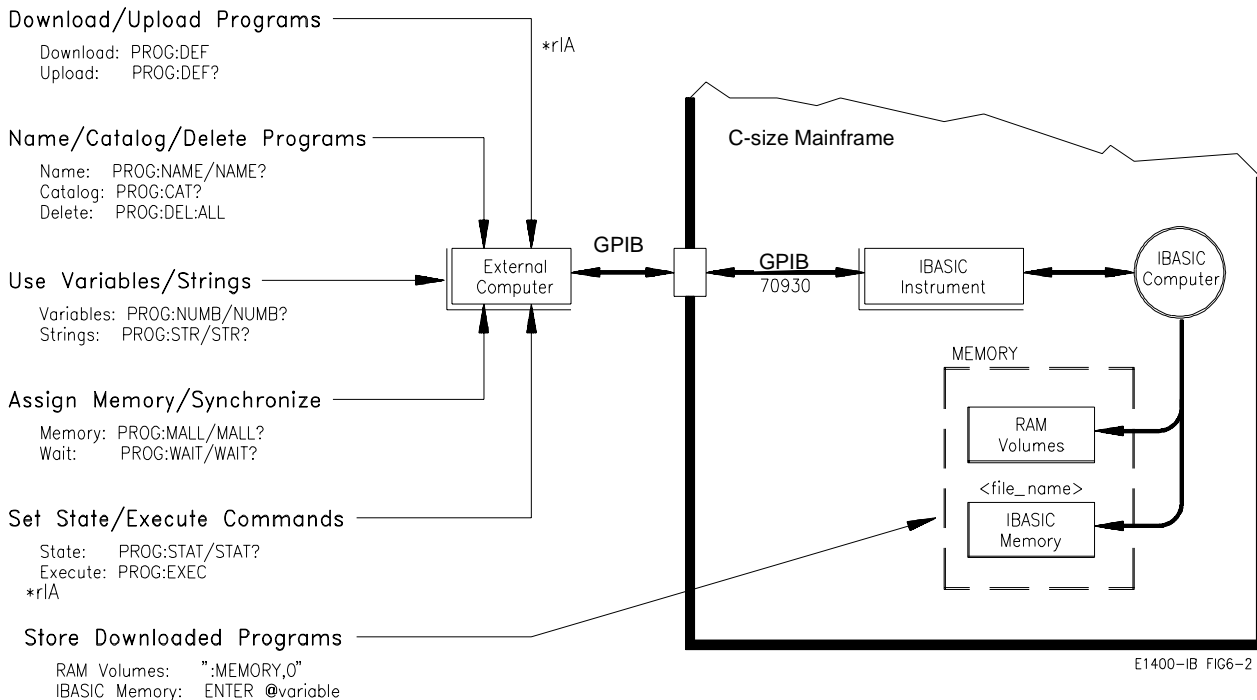 Download/Upload Programs
Download: PROG:DEF
Upload: PROG:DEF?
*rIA
Name/Catalog/Delete Programs
Name: PROG:NAME/NAME?
Catalog: PROG:CAT?
Delete: PROG:DEL:ALL
Use Variables/Strings
Variables: PROG:NUMB/NUMB?
Strings: PROG:STR/STR?
Assign Memory/Synchronize
Memory: PROG:MALL/MALL?
Wait: PROG:WAIT/WAIT?
Set State/Execute Commands
State: PROG:STAT/STAT?
Execute: PROG:EXEC
*rIA
Store Downloaded Programs
RAM Volumes: ":MEMORY,0"
IBASIC Memory: ENTER @variable
External
Computer
GPIB
C-size Mainframe
GPIB
70930
IBASIC
Instrument
IBASIC
Computer
MEMORY
RAM
Volumes
<file_name>
IBASIC
Memory
E1400-IB FIG6-2